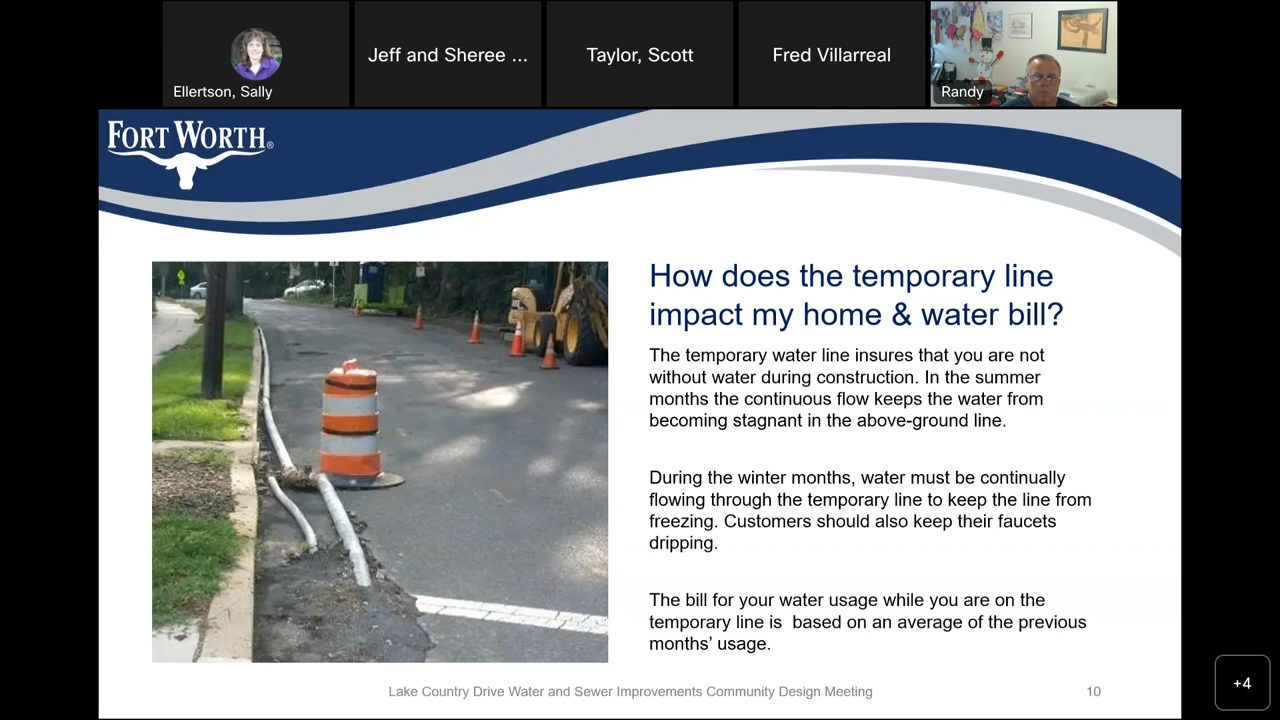 Ellertson, Sally
Jeff and Sheree ...
Taylor, Scott
Fred Villarreal
Randy
FORT WORTH®
How does the temporary line
impact my home & water bill?
The temporary water line insures that you are not
without water during construction. In the summer
months the continuous flow keeps the water from
becoming stagnant in the above-ground line.
During the winter months, water must be continually
flowing through the temporary line to keep the line from
freezing. Customers should also keep their faucets
dripping.
The bill for your water usage while you are on the
temporary line is  based on an average of the previous
months’ usage.
Lake Country Drive Water and Sewer Improvements Community Design Meeting
10
+4